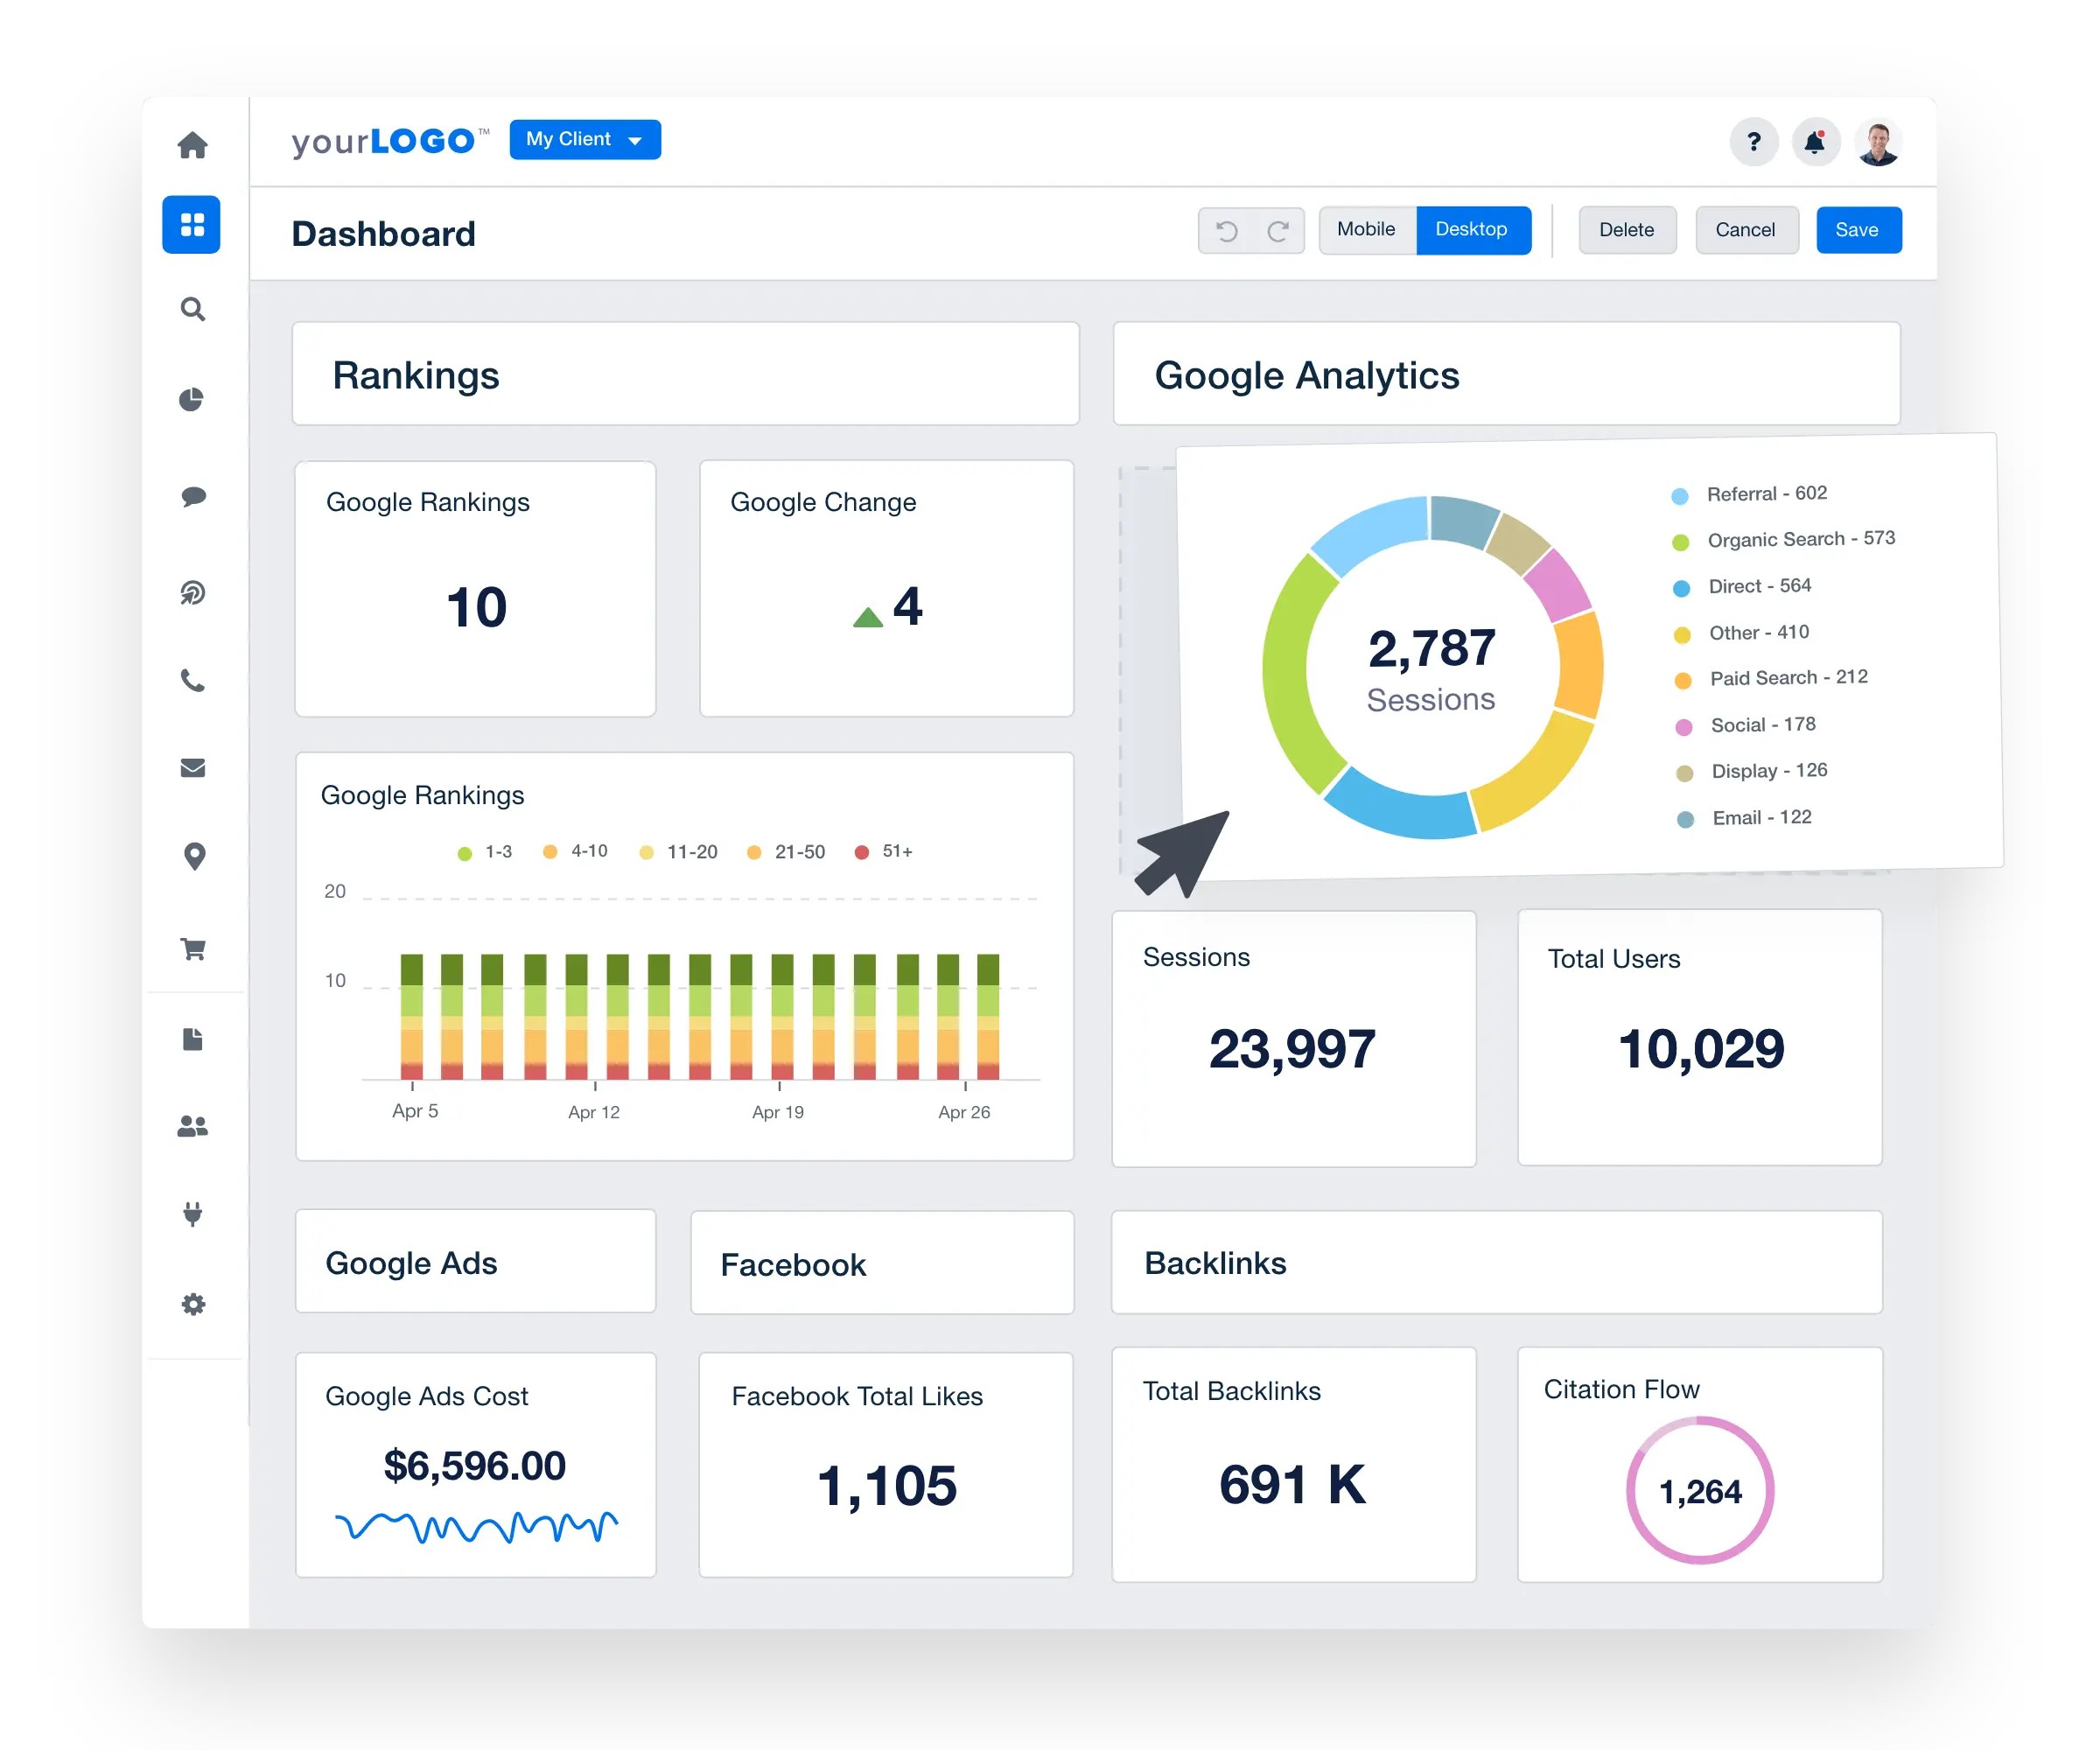 yourLOGO™
My Client
?
Dashboard
Mobile
Desktop
Delete
Cancel
Save
Rankings
Google Analytics
Google Rankings
10
Google Change
4
2,787
Sessions
Referral - 602
Organic Search - 573
Direct - 564
Other - 410
Paid Search - 212
Social - 178
Display - 126
Email - 122
Google Rankings
1-3
4-10
11-20
21-50
51+
20
10
Apr 5
Apr 12
Apr 19
Apr 26
Sessions
23,997
Total Users
10,029
Google Ads
Facebook
Backlinks
Google Ads Cost
$6,596.00
Facebook Total Likes
1,105
Total Backlinks
691 K
Citation Flow
1,264